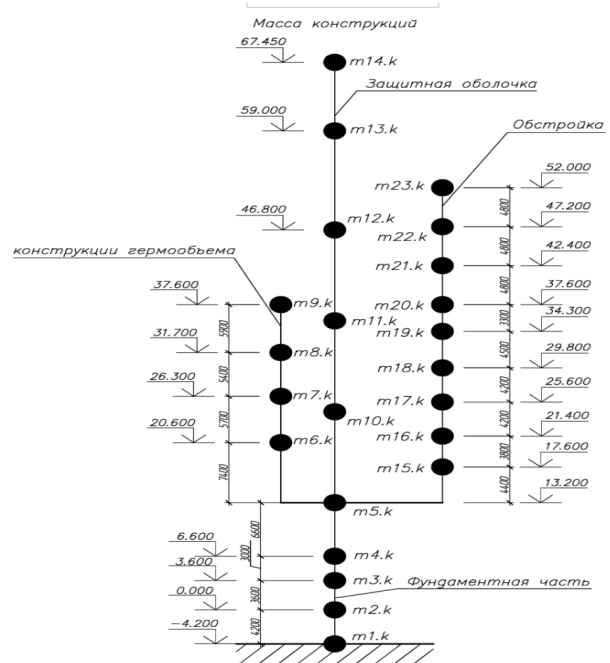 Масса конструкций
67.450
m14.k
Защитная оболочка
59.000
m13.k
Обстройка
52.000
m23.k
4800
46.800
m12.k
47.200
m22.k
4800
конструкции гермообъема
42.400
m21.k
4800
37.600
m9.k
37.600
m20.k
m11.k
3300
34.300
m19.k
5900
4500
31.700
m8.k
29.800
m18.k
5400
4200
26.300
m7.k
25.600
m17.k
5700
m10.k
4200
21.400
m16.k
20.600
m6.k
3800
17.600
m15.k
7400
4400
13.200
m5.k
6600
6.600
m4.k
3000
3.600
m3.k
Фундаментная часть
3600
0.000
m2.k
4200
-4.200
m1.k